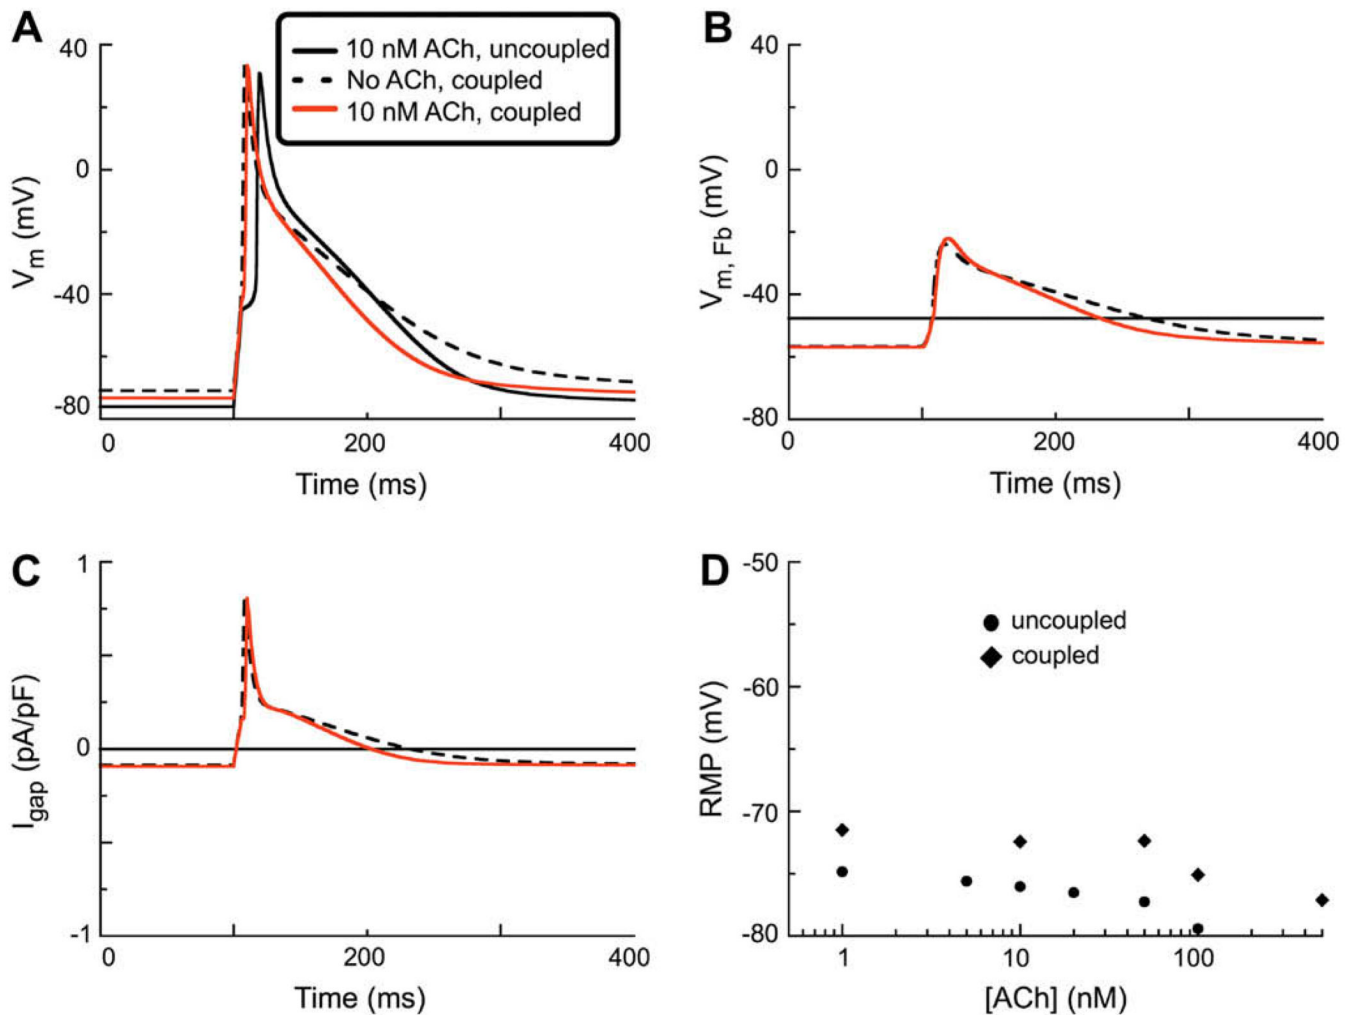 A
10 nM ACh, uncoupled
No ACh, coupled
10 nM ACh, coupled
40
0
-40
-80
Vm (mV)
0
200
400
Time (ms)
B
40
0
-40
-80
Vm, Fb (mV)
0
200
400
Time (ms)
C
1
0
-1
Igap (pA/pF)
0
200
400
Time (ms)
D
-50
-60
-70
-80
RMP (mV)
uncoupled
coupled
1
10
100
[ACh] (nM)